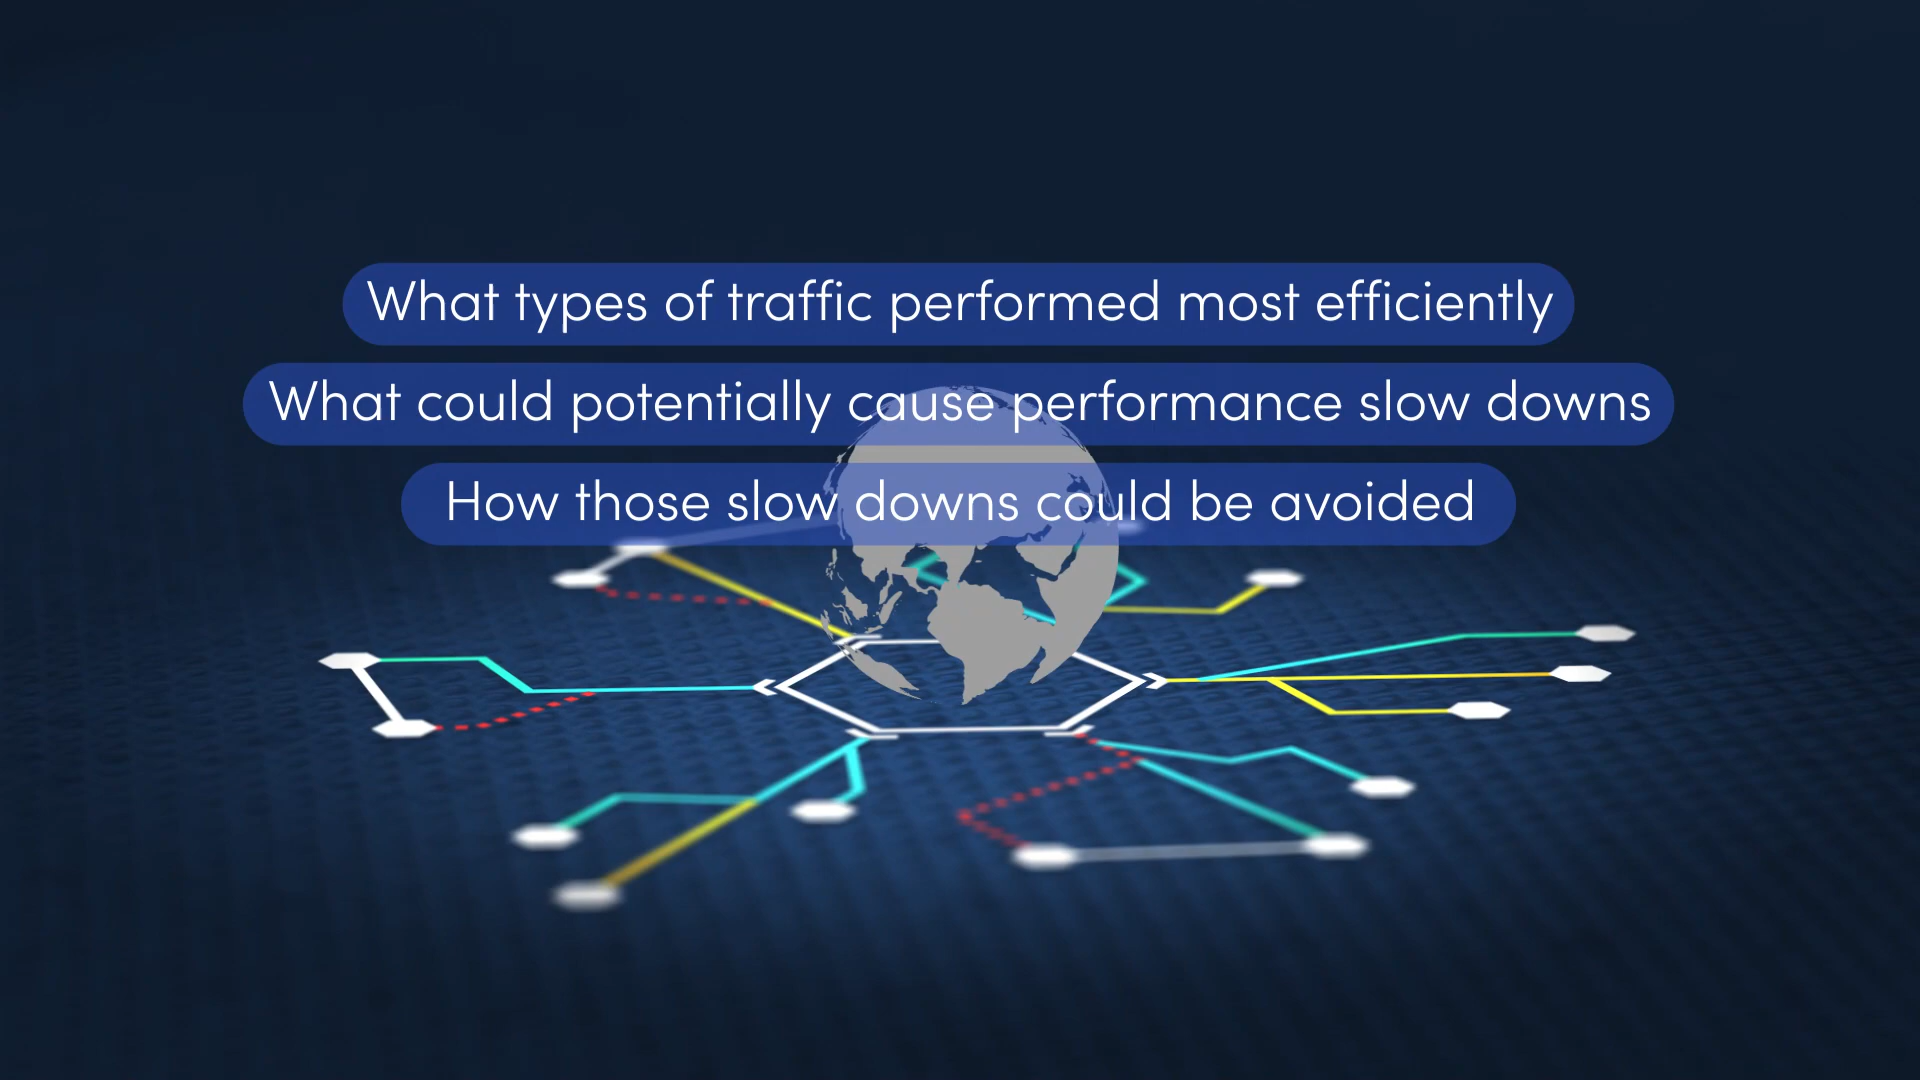 What types of traffic performed most efficiently
What could potentially cause performance slow downs
How those slow downs could be avoided